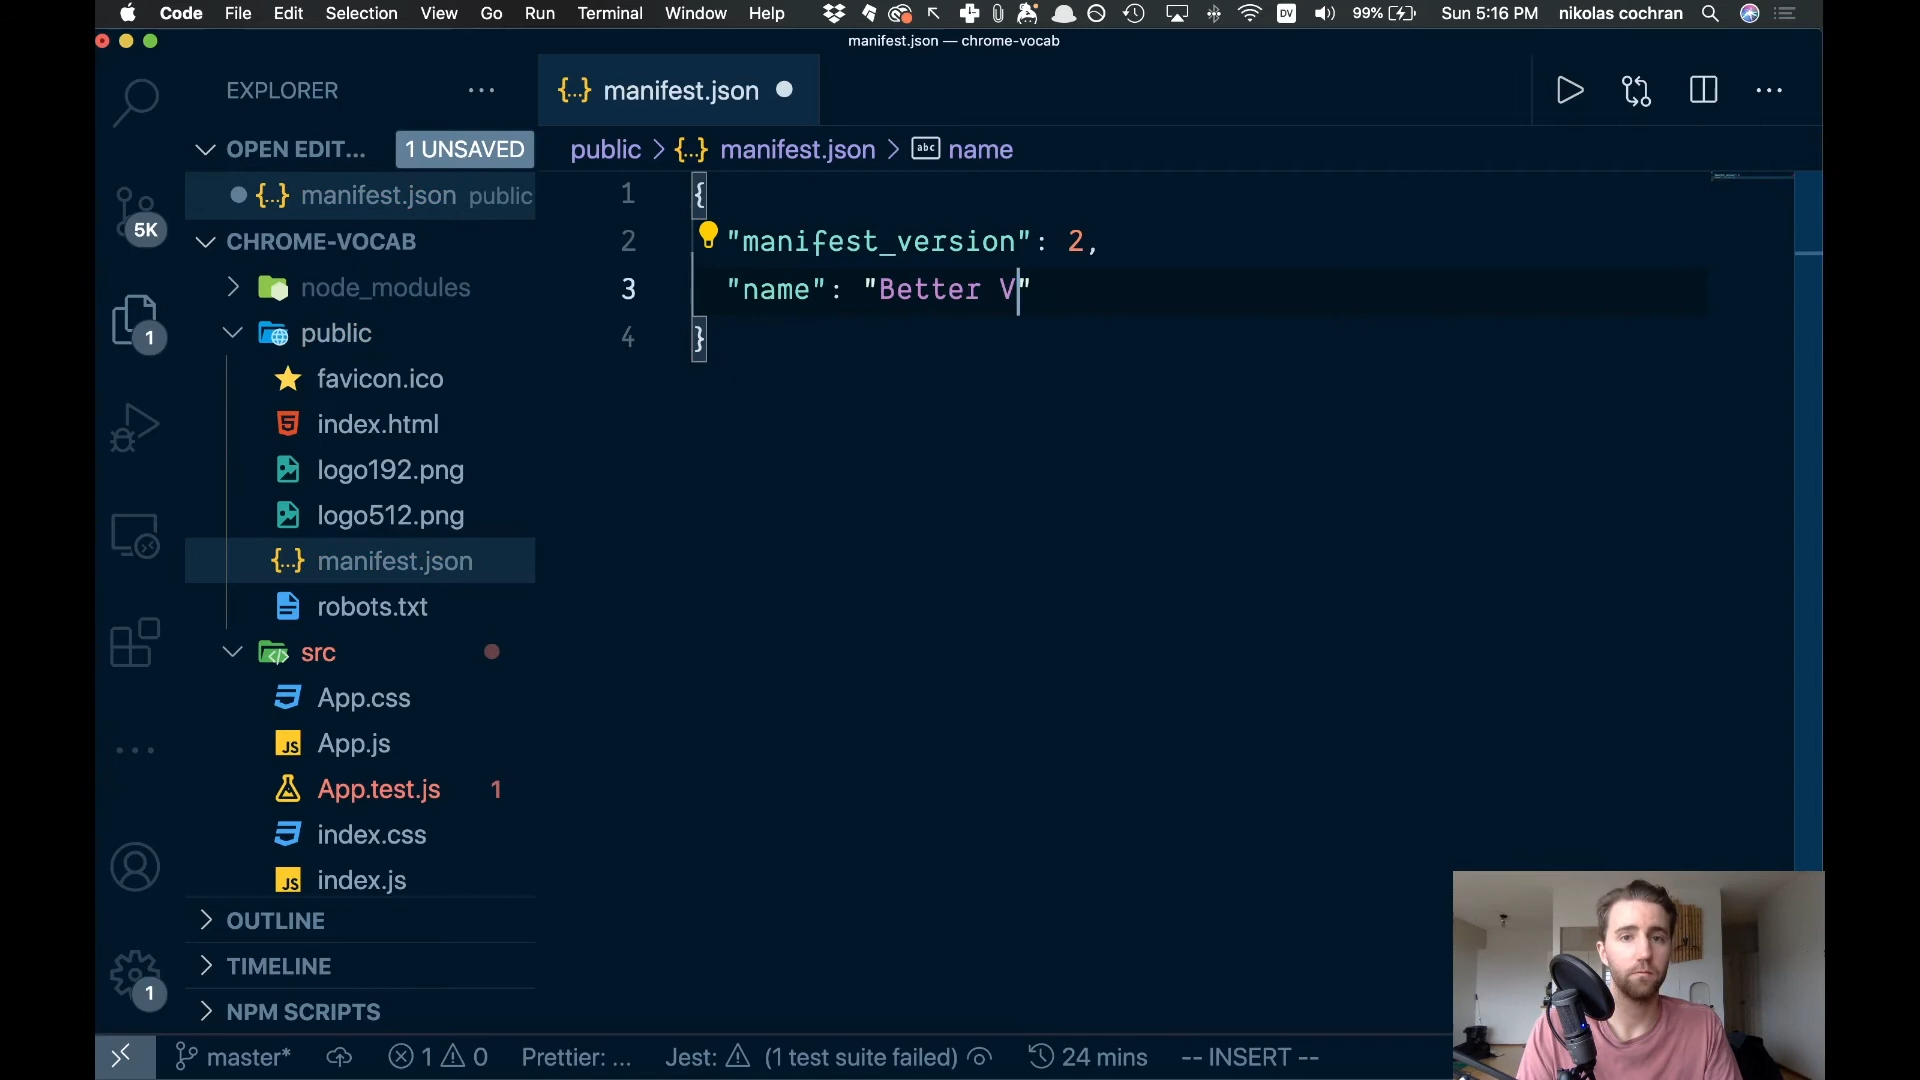 Code File Edit Selection View Go Run Terminal Window Help DV 99% Sun 5:16 PM nikolas cochran
manifest.json — chrome-vocab
EXPLORER
{...} manifest.json
OPEN EDIT... 1 UNSAVED
public > {...} manifest.json > abc name
{...} manifest.json public
1 {
5K
CHROME-VOCAB
2 "manifest_version": 2,
node_modules
3 "name": "Better V"
1
public
4 }
favicon.ico
index.html
logo192.png
logo512.png
{...} manifest.json
robots.txt
src
App.css
JS App.js
App.test.js 1
index.css
JS index.js
OUTLINE
TIMELINE
1
NPM SCRIPTS
master* 1 0 Prettier: ... Jest: (1 test suite failed) 24 mins -- INSERT --